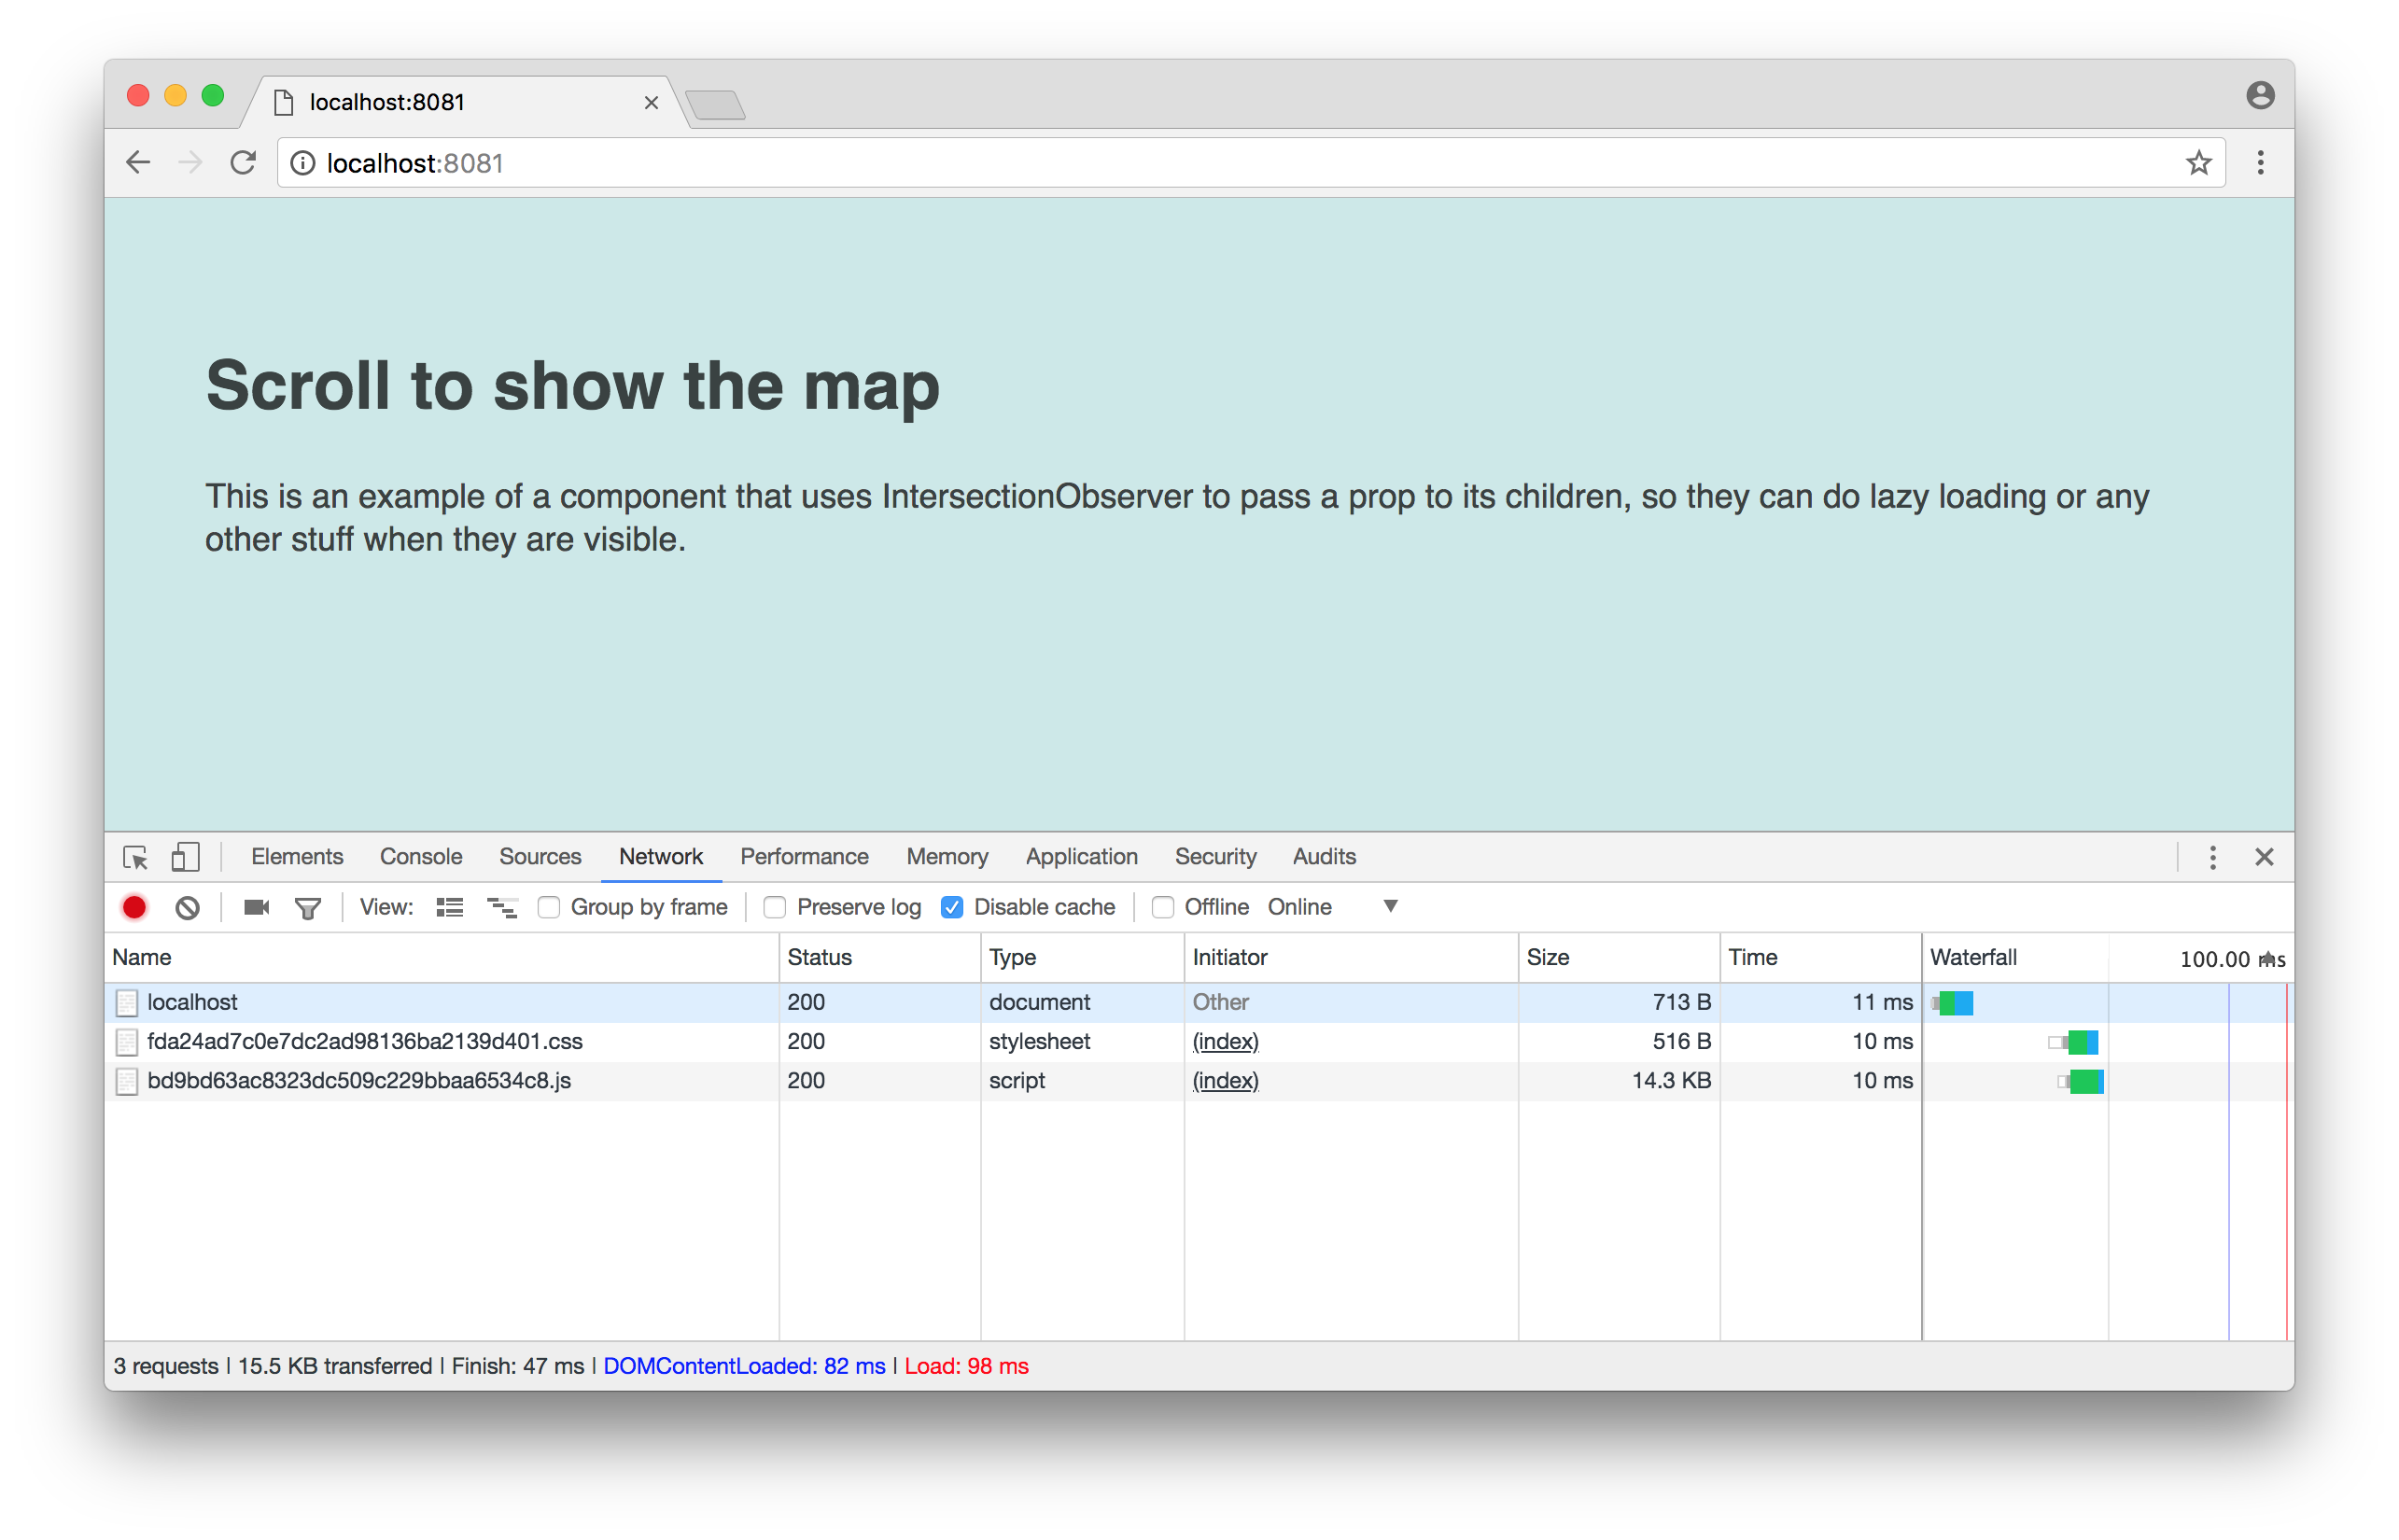 localhost:8081
localhost:8081
Scroll to show the map
This is an example of a component that uses IntersectionObserver to pass a prop to its children, so they can do lazy loading or any
other stuff when they are visible.
Elements Console Sources Network Performance Memory Application Security Audits
View: Group by frame Preserve log Disable cache Offline Online
Name Status Type Initiator Size Time Waterfall 100.00 ms
localhost 200 document Other 713 B 11 ms
fda24ad7c0e7dc2ad98136ba2139d401.css 200 stylesheet (index) 516 B 10 ms
bd9bd63ac8323dc509c229bbaa6534c8.js 200 script (index) 14.3 KB 10 ms
3 requests | 15.5 KB transferred | Finish: 47 ms | DOMContentLoaded: 82 ms | Load: 98 ms